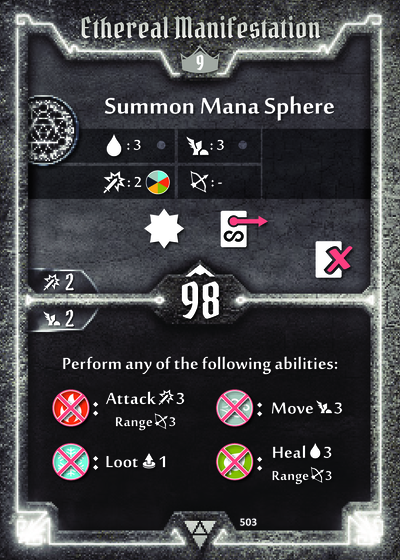 Ethereal Manifestation
9
Summon Mana Sphere
: 3 : 3
: 2 : -
2
98
2
Perform any of the following abilities:
: Attack 3
Range 3
: Move 3
: Loot 1
: Heal 3
Range 3
503